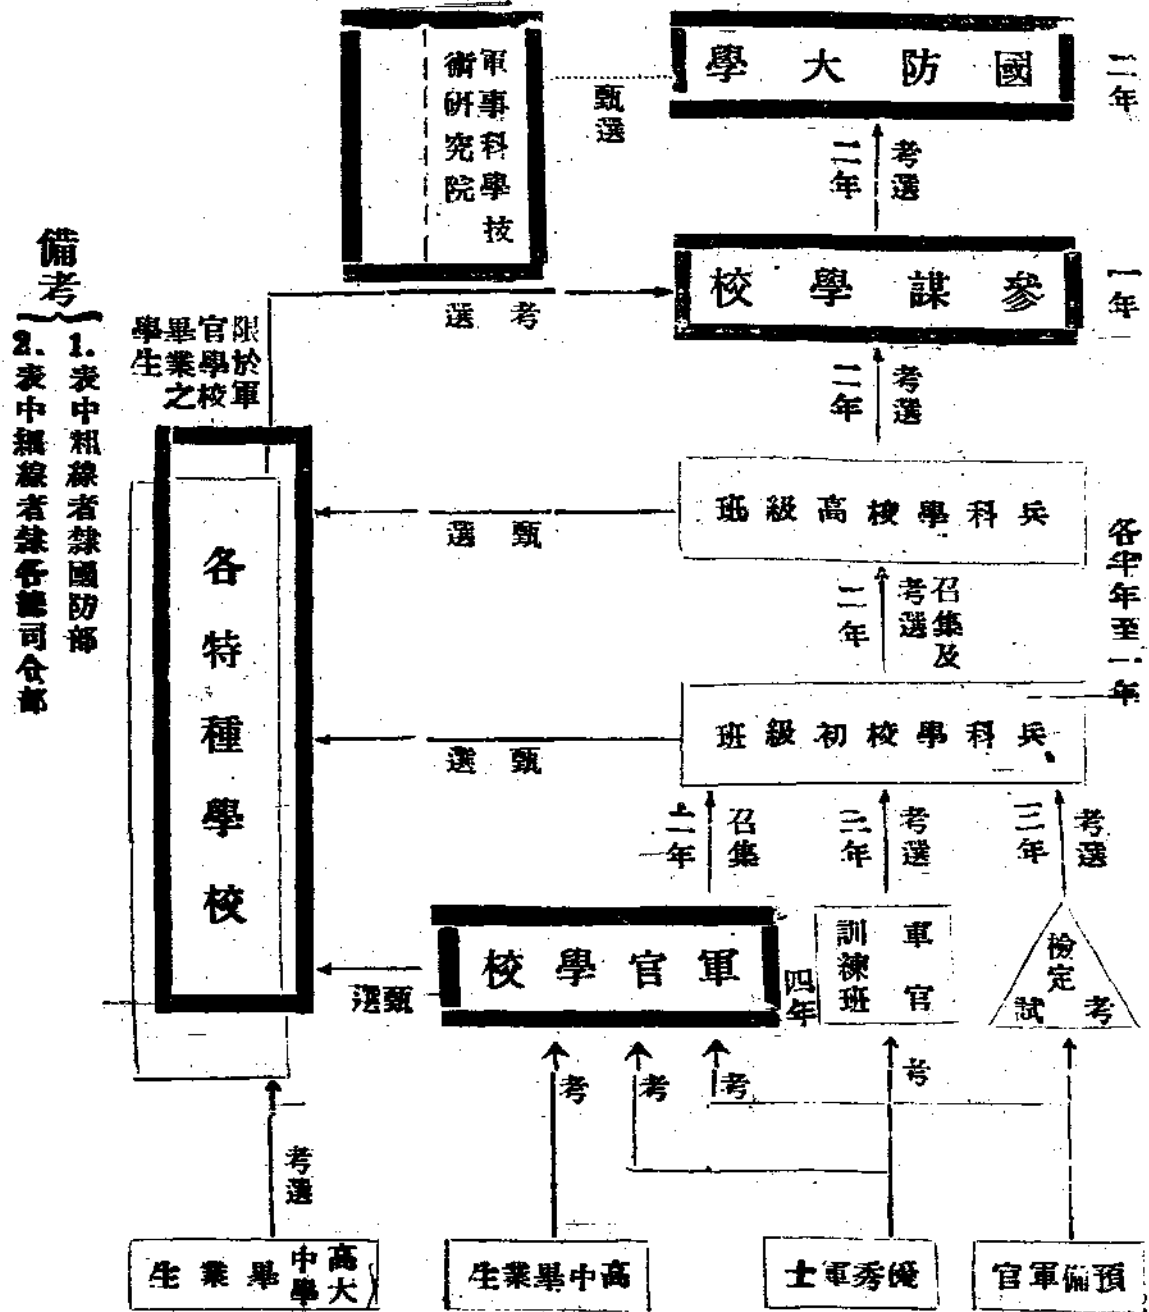 國防大學
二年
軍事科學技
術研究院
甄選
考選
二年
參謀學校
一年
考選
考選
二年
限於軍
官學校
畢業之
學生
兵科學校高級班
甄選
各半年至一年
召集及
考選
二年
兵科學校初級班
甄選
各特種學校
召集
二年
考選
三年
考選
三年
軍官學校
四年
甄選
軍官
訓練班
檢定
考試
考
考
考
考
考選
預備軍官
優秀軍士
高中畢業生
高中
大學
畢業生
備考
1.表中粗線者隸國防部
2.表中細線者隸各總司令部